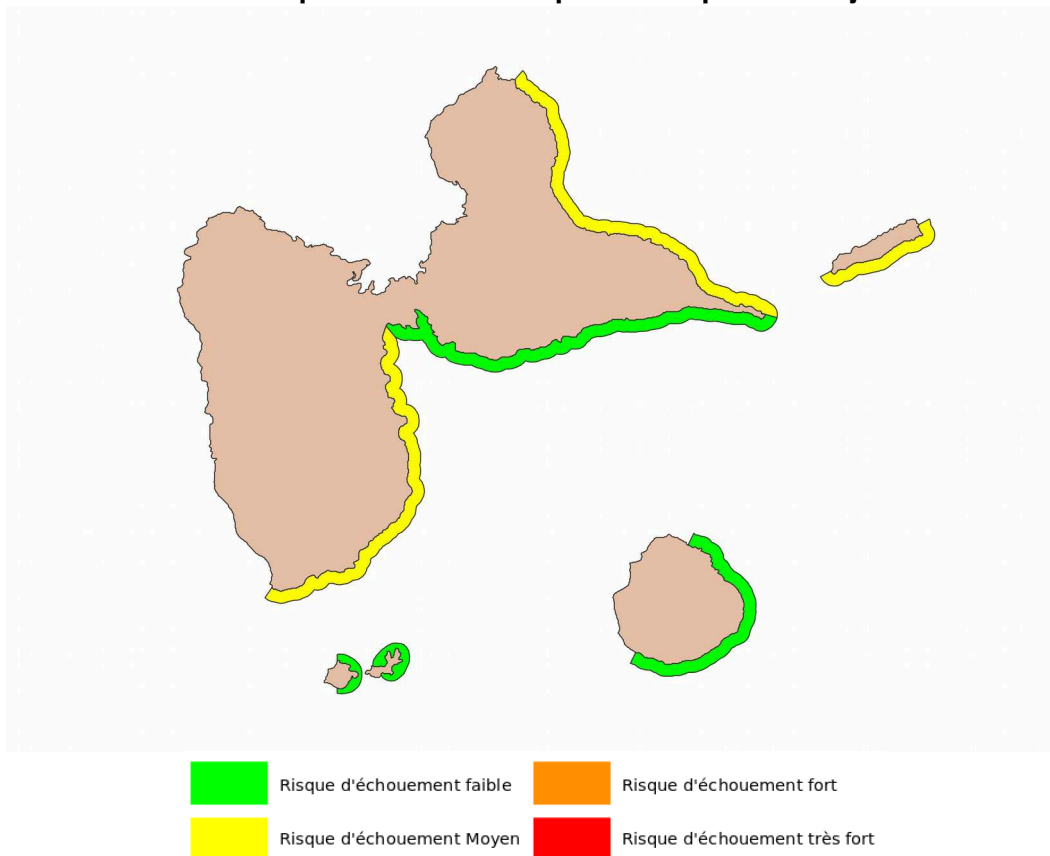 Risque d'échouement faible
Risque d'échouement fort
Risque d'échouement Moyen
Risque d'échouement très fort